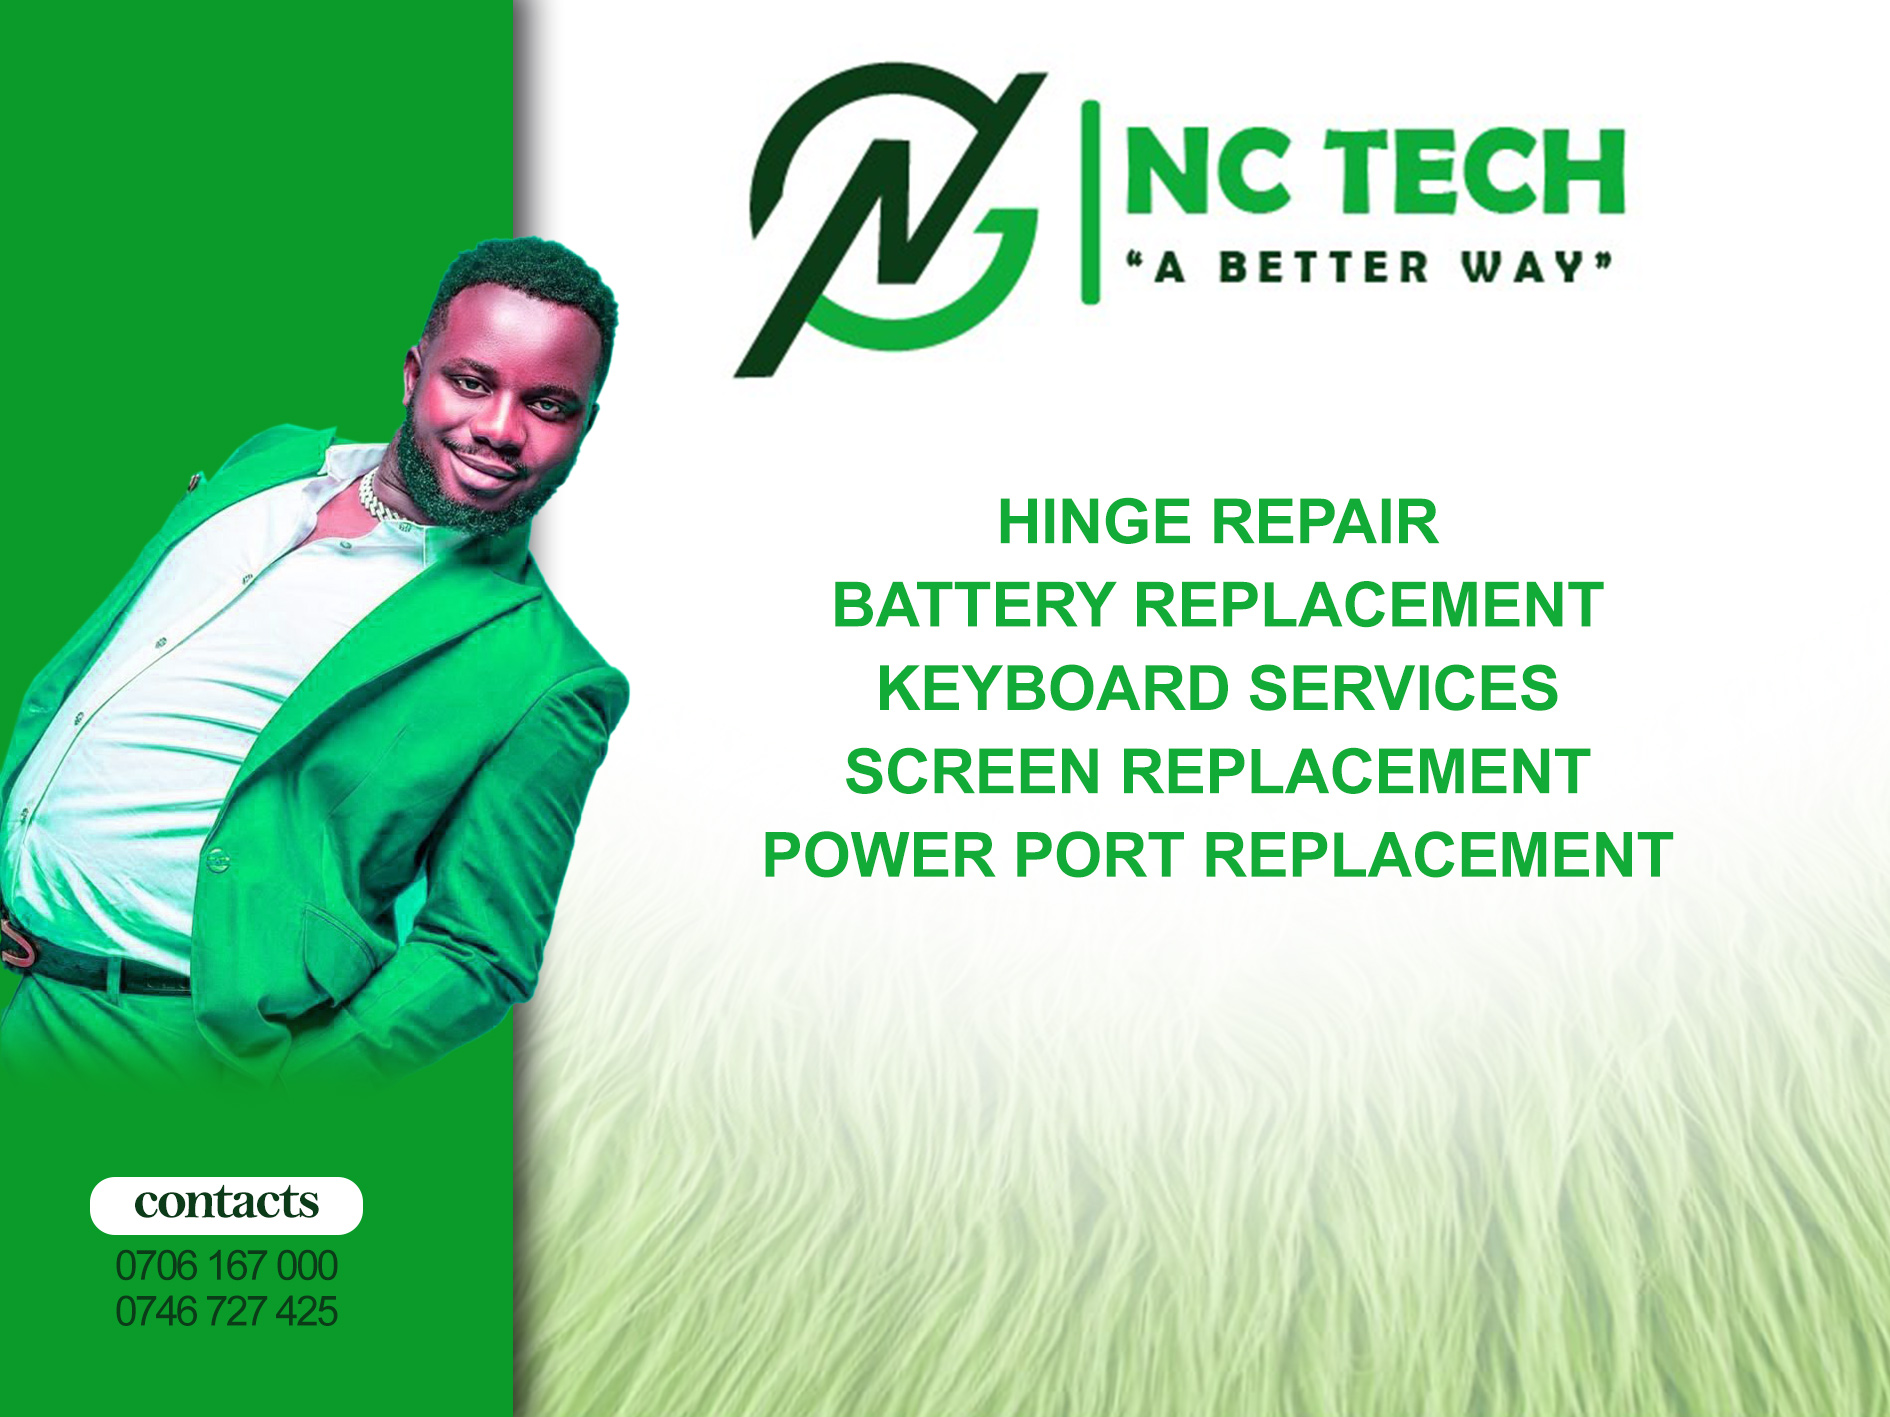 NC TECH
“A BETTER WAY”
HINGE REPAIR
BATTERY REPLACEMENT
KEYBOARD SERVICES
SCREEN REPLACEMENT
POWER PORT REPLACEMENT
contacts
0706 167 000
0746 727 425